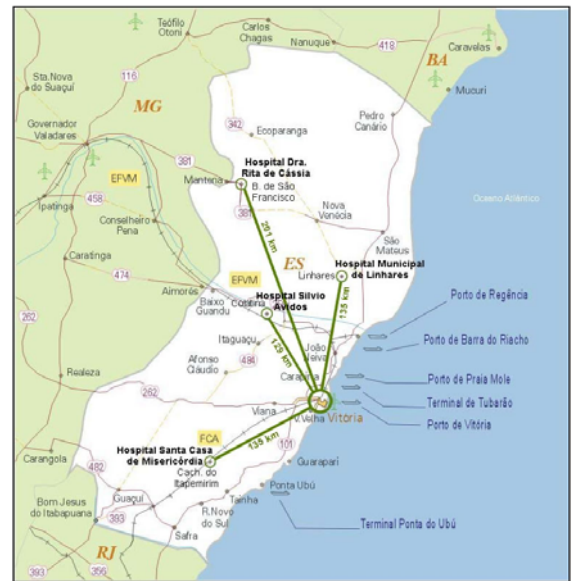 Teófilo
Otoni
Carlos
Chagas
Nanuque
418
BA
Caravelas
Mucuri
116
Sta.Nova
do Suaçuí
MG
342
Ecoporanga
Pedro
Canário
Governador
Valadares
381
Hospital Dra.
Rita de Cássia
Mantena
B. de São
Francisco
EFVM
Ipatinga
458
381
Nova
Venécia
Oceano Atlântico
Conselheiro
Pena
201 km
São
Mateus
Caratinga
474
ES
Hospital Municipal
de Linhares
Linhares
EFVM
Aimorés
Baixo
Guandu
Hospital Silvio
Avidos
135 km
Porto de Regência
262
Itaguaçu
129 km
João
Neiva
Porto de Barra do Riacho
Afonso
Cláudio
484
Realeza
Carapina
Porto de Praia Mole
262
Terminal de Tubarão
Viana
V.Velha
Vitória
Porto de Vitória
FCA
Hospital Santa Casa
de Misericórdia
135 km
101
Carangola
482
Cach. do
Itapemirim
Guarapari
Guaçuí
Ponta Ubú
Bom Jesus
do Itabapuana
393
R.Novo
do Sul
Safra
Terminal Ponta do Ubú
RJ
393
356